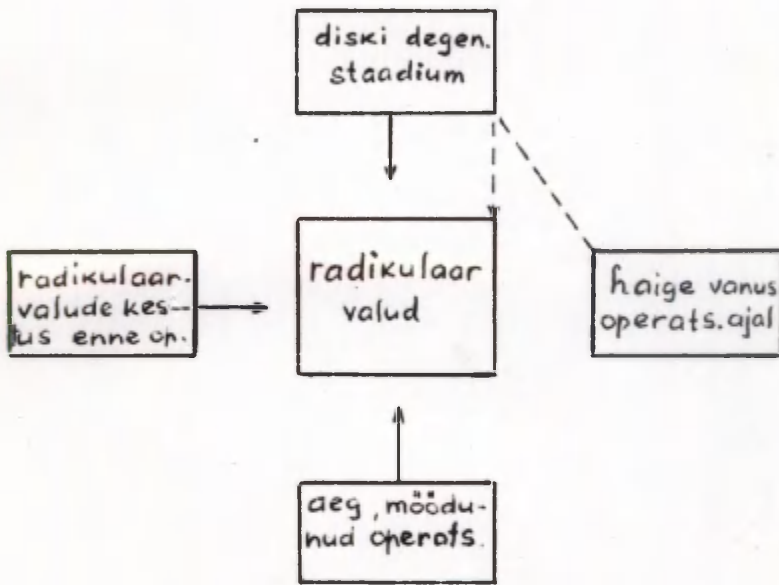 diski degen.
staadium
radikulaar-
valude kes-
tus enne op.
radikulaar
valud
haige vanus
operats. ajal
aeg, möödu-
nud operats.